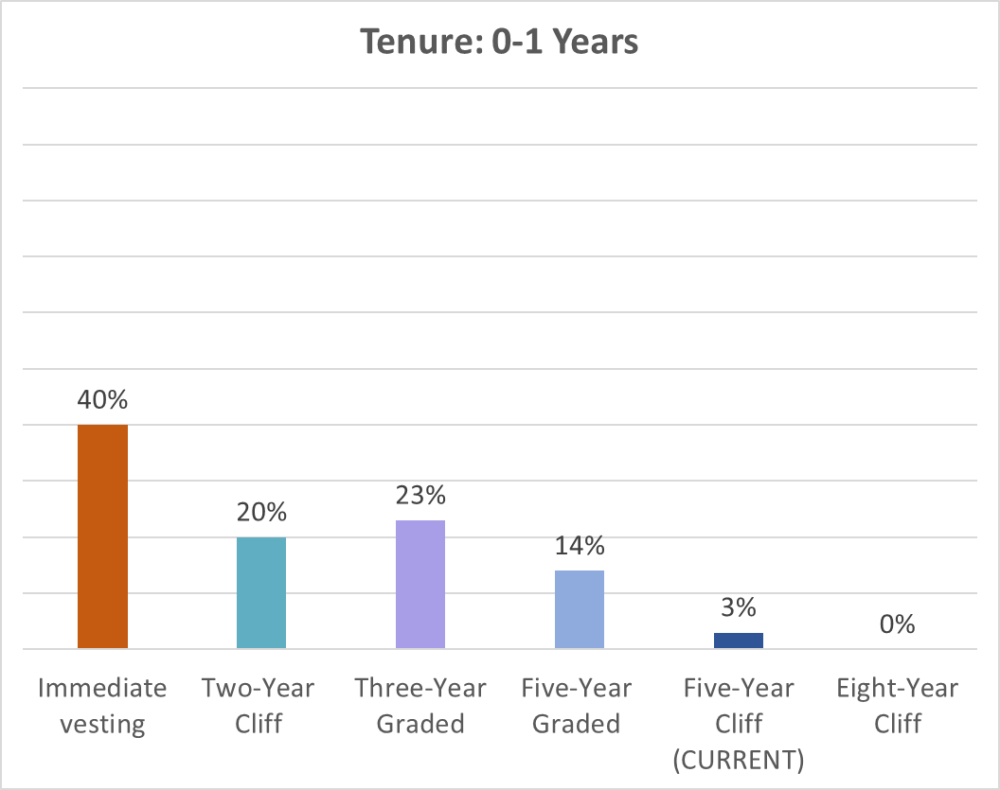 Tenure: 0-1 Years
40%
20%
23%
14%
3%
0%
Immediate
vesting
Two-Year
Cliff
Three-Year
Graded
Five-Year
Graded
Five-Year
Cliff
(CURRENT)
Eight-Year
Cliff